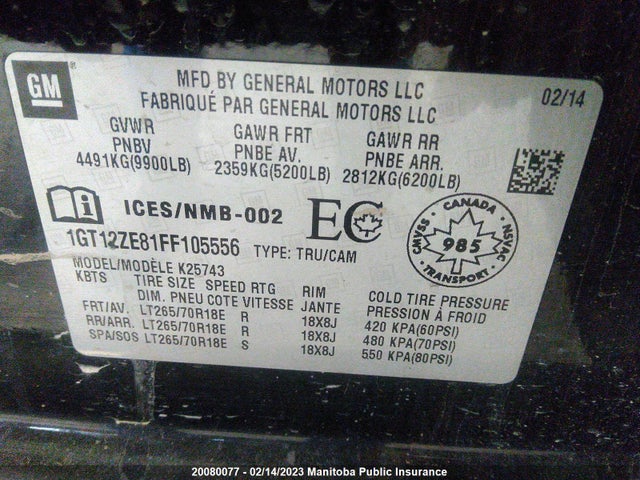 GM
MFD BY GENERAL MOTORS LLC 02/14
FABRIQUÉ PAR GENERAL MOTORS LLC
GVWR GAWR FRT GAWR RR
PNBV PNBE AV. PNBE ARR.
4491KG(9900LB) 2359KG(5200LB) 2812KG(6200LB)
ICES/NMB-002 EC
CANADA CMVSS 985 NSVAC TRANSPORT
1GT12ZE81FF105556 TYPE: TRU/CAM
MODEL/MODÈLE K25743
KBTS TIRE SIZE SPEED RTG RIM COLD TIRE PRESSURE
DIM. PNEU COTE VITESSE JANTE PRESSION À FROID
FRT/AV. LT265/70R18E R 18X8J 420 KPA(60PSI)
RR/ARR. LT265/70R18E R 18X8J 480 KPA(70PSI)
SPA/SOS LT265/70R18E S 18X8J 550 KPA(80PSI)
20080077 - 02/14/2023 Manitoba Public Insurance